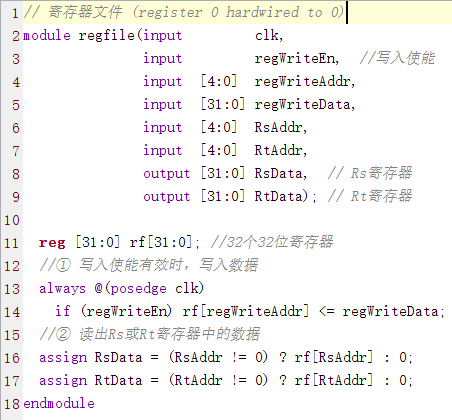 1 // 寄存器文件 (register 0 hardwired to 0)
2 module regfile(input         clk,
3                input         regWriteEn,  //写入使能
4                input  [4:0]  regWriteAddr,
5                input  [31:0] regWriteData,
6                input  [4:0]  RsAddr,
7                input  [4:0]  RtAddr,
8                output [31:0] RsData,  // Rs寄存器
9                output [31:0] RtData); // Rt寄存器
10
11   reg [31:0] rf[31:0]; //32个32位寄存器
12   //① 写入使能有效时，写入数据
13   always @(posedge clk)
14     if (regWriteEn) rf[regWriteAddr] <= regWriteData;
15   //② 读出Rs或Rt寄存器中的数据
16   assign RsData = (RsAddr != 0) ? rf[RsAddr] : 0;
17   assign RtData = (RtAddr != 0) ? rf[RtAddr] : 0;
18 endmodule